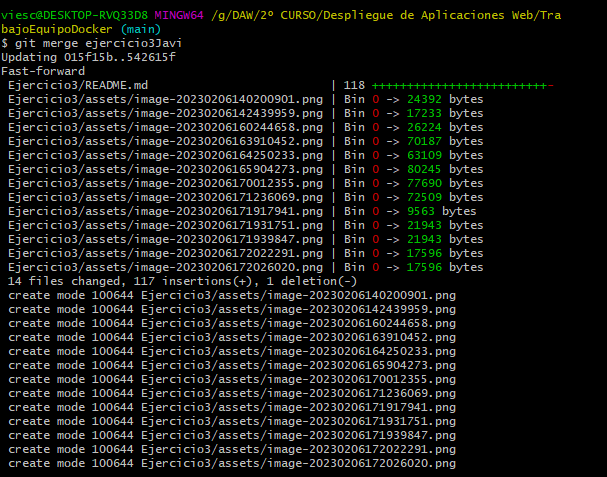 viesc@DESKTOP-RVQ33D8 MINGW64 /g/DAW/2º CURSO/Despliegue de Aplicaciones Web/Tra
bajoEquipoDocker (main)
$ git merge ejercicio3Javi
Updating 015f15b..542615f
Fast-forward
 Ejercicio3/README.md                          | 118 +++++++++++++++++++++++++-
 Ejercicio3/assets/image-20230206140200901.png | Bin 0 -> 24392 bytes
 Ejercicio3/assets/image-20230206142439959.png | Bin 0 -> 17233 bytes
 Ejercicio3/assets/image-20230206160244658.png | Bin 0 -> 26224 bytes
 Ejercicio3/assets/image-20230206163910452.png | Bin 0 -> 70187 bytes
 Ejercicio3/assets/image-20230206164250233.png | Bin 0 -> 63109 bytes
 Ejercicio3/assets/image-20230206165904273.png | Bin 0 -> 80245 bytes
 Ejercicio3/assets/image-20230206170012355.png | Bin 0 -> 77690 bytes
 Ejercicio3/assets/image-20230206171236069.png | Bin 0 -> 72509 bytes
 Ejercicio3/assets/image-20230206171917941.png | Bin 0 -> 9563 bytes
 Ejercicio3/assets/image-20230206171931751.png | Bin 0 -> 21943 bytes
 Ejercicio3/assets/image-20230206171939847.png | Bin 0 -> 21943 bytes
 Ejercicio3/assets/image-20230206172022291.png | Bin 0 -> 17596 bytes
 Ejercicio3/assets/image-20230206172026020.png | Bin 0 -> 17596 bytes
 14 files changed, 117 insertions(+), 1 deletion(-)
 create mode 100644 Ejercicio3/assets/image-20230206140200901.png
 create mode 100644 Ejercicio3/assets/image-20230206142439959.png
 create mode 100644 Ejercicio3/assets/image-20230206160244658.png
 create mode 100644 Ejercicio3/assets/image-20230206163910452.png
 create mode 100644 Ejercicio3/assets/image-20230206164250233.png
 create mode 100644 Ejercicio3/assets/image-20230206165904273.png
 create mode 100644 Ejercicio3/assets/image-20230206170012355.png
 create mode 100644 Ejercicio3/assets/image-20230206171236069.png
 create mode 100644 Ejercicio3/assets/image-20230206171917941.png
 create mode 100644 Ejercicio3/assets/image-20230206171931751.png
 create mode 100644 Ejercicio3/assets/image-20230206171939847.png
 create mode 100644 Ejercicio3/assets/image-20230206172022291.png
 create mode 100644 Ejercicio3/assets/image-20230206172026020.png